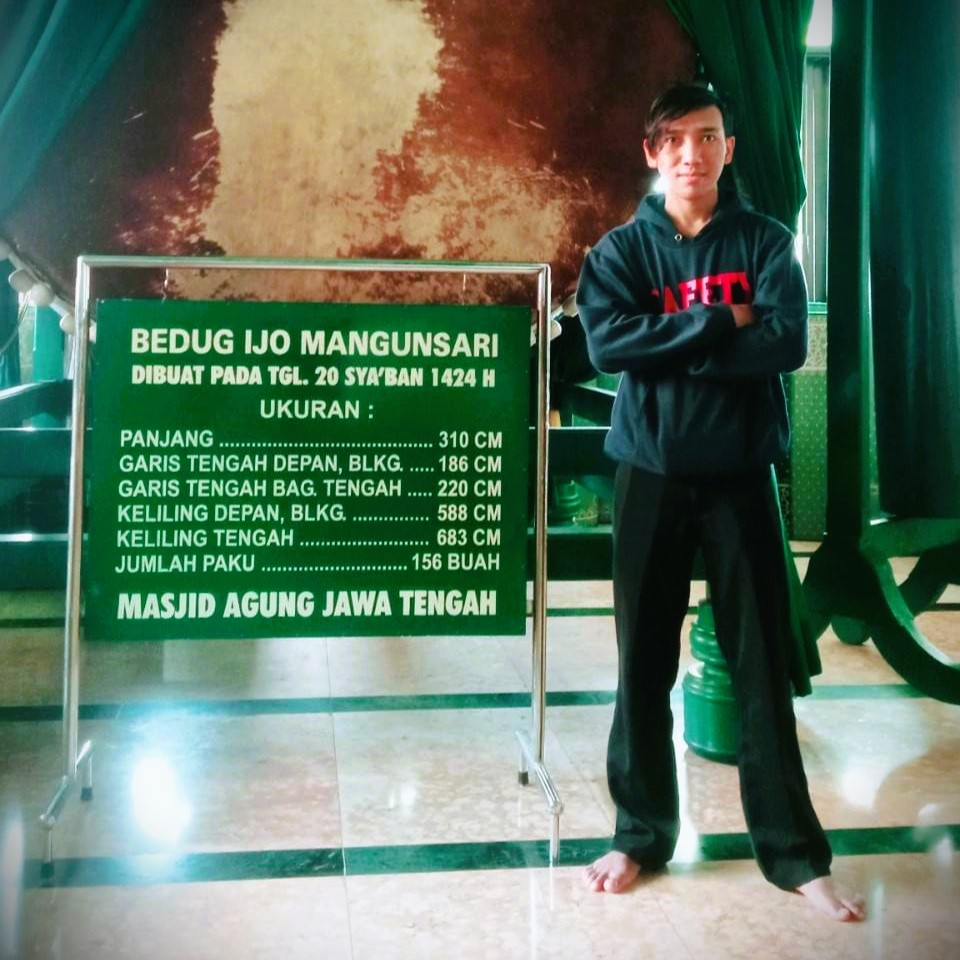 BEDUG IJO MANGUNSARI
DIBUAT PADA TGL. 20 SYA'BAN 1424 H
UKURAN :
PANJANG ........................................ 310 CM
GARIS TENGAH DEPAN, BLKG. ..... 186 CM
GARIS TENGAH BAG. TENGAH ..... 220 CM
KELILING DEPAN, BLKG. ................ 588 CM
KELILING TENGAH ........................ 683 CM
JUMLAH PAKU ............................ 156 BUAH
MASJID AGUNG JAWA TENGAH
SAFETY